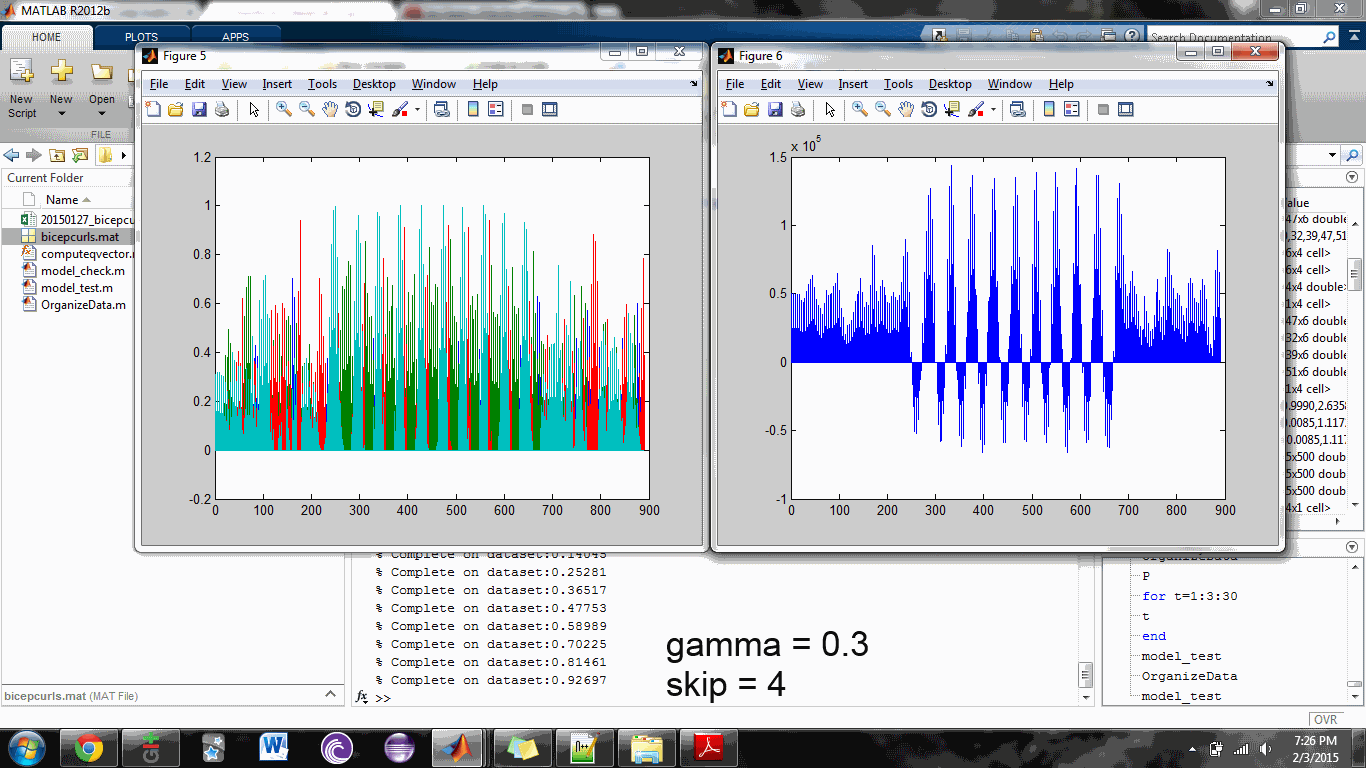 MATLAB R2012b
HOME
PLOTS
APPS
Search Documentation
New Script
New
Open
FILE
Current Folder
Name
20150127_bicepcu
bicepcurls.mat
computeqvector.
model_check.m
model_test.m
OrganizeData.m
bicepcurls.mat (MAT File)
Figure 5
File Edit View Insert Tools Desktop Window Help
1.2
1
0.8
0.6
0.4
0.2
0
-0.2
0 100 200 300 400 500 600 700 800 900
Figure 6
File Edit View Insert Tools Desktop Window Help
x 10^5
1.5
1
0.5
0
-0.5
-1
0 100 200 300 400 500 600 700 800 900
alue
47x6 double
,32,39,47,51
6x4 cell>
6x4 cell>
4x4 double>
1x4 cell>
47x6 double
32x6 double
39x6 double
51x6 double
1x4 cell>
.9990,2.6358
.0085,1.117
0.0085,1.117
5x500 doub
5x500 doub
5x500 doub
4x1 cell>
% Complete on dataset:0.14045
% Complete on dataset:0.25281
% Complete on dataset:0.36517
% Complete on dataset:0.47753
% Complete on dataset:0.58989
% Complete on dataset:0.70225
% Complete on dataset:0.81461
% Complete on dataset:0.92697
fx >>
gamma = 0.3
skip = 4
OrganizeData
P
for t=1:3:30
t
end
model_test
OrganizeData
model_test
OVR
7:26 PM
2/3/2015